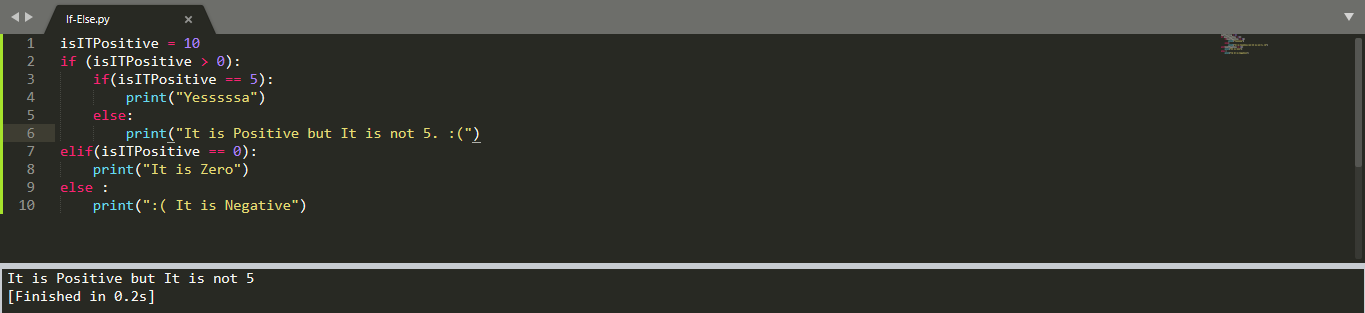 If-Else.py ×
1 isITPositive = 10
2 if (isITPositive > 0):
3     if(isITPositive == 5):
4         print("Yesssssa")
5     else:
6         print("It is Positive but It is not 5. :(")
7 elif(isITPositive == 0):
8     print("It is Zero")
9 else :
10     print(":( It is Negative")
It is Positive but It is not 5
[Finished in 0.2s]